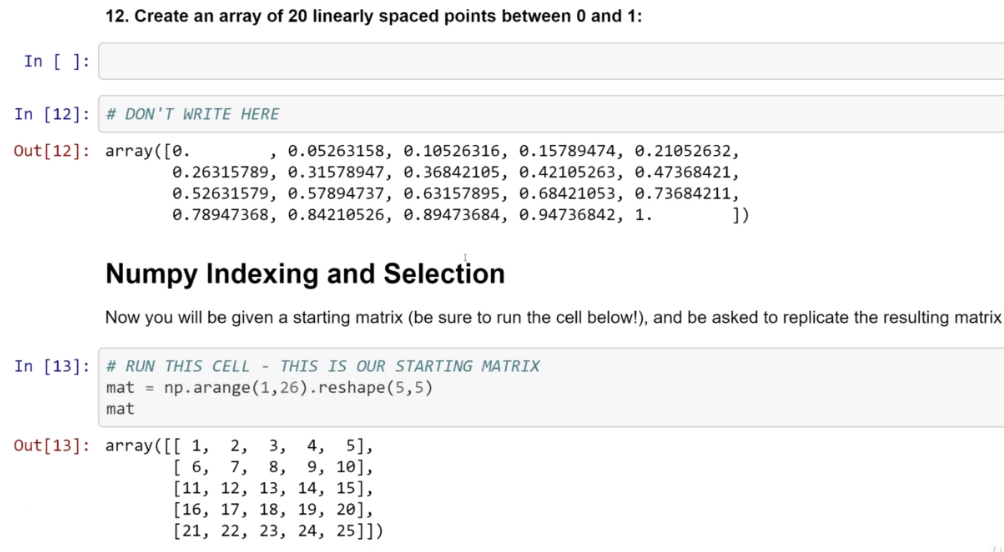 12. Create an array of 20 linearly spaced points between 0 and 1:
In [ ]:
In [12]: # DON'T WRITE HERE
Out[12]: array([0.        , 0.05263158, 0.10526316, 0.15789474, 0.21052632,
       0.26315789, 0.31578947, 0.36842105, 0.42105263, 0.47368421,
       0.52631579, 0.57894737, 0.63157895, 0.68421053, 0.73684211,
       0.78947368, 0.84210526, 0.89473684, 0.94736842, 1.        ])
Numpy Indexing and Selection
Now you will be given a starting matrix (be sure to run the cell below!), and be asked to replicate the resulting matrix
In [13]: # RUN THIS CELL - THIS IS OUR STARTING MATRIX
mat = np.arange(1,26).reshape(5,5)
mat
Out[13]: array([[ 1,  2,  3,  4,  5],
       [ 6,  7,  8,  9, 10],
       [11, 12, 13, 14, 15],
       [16, 17, 18, 19, 20],
       [21, 22, 23, 24, 25]])